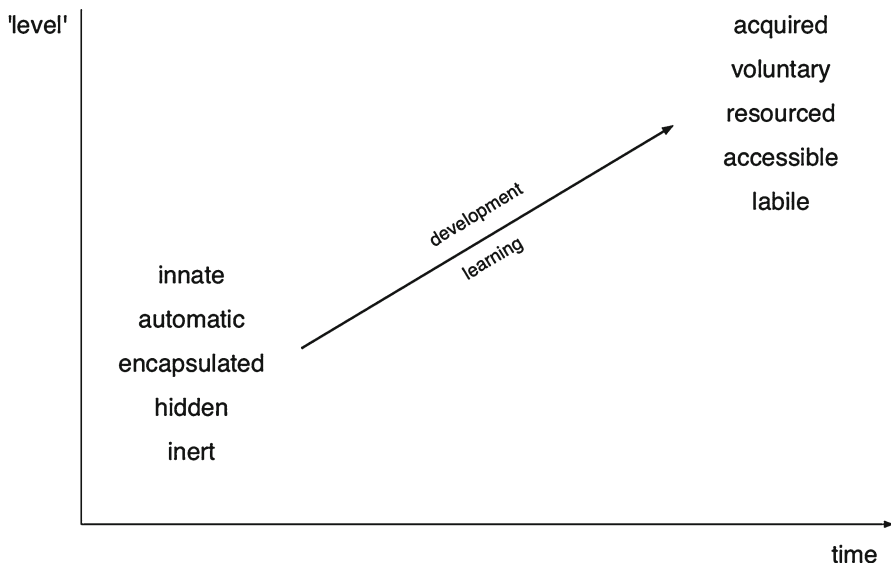 'level'
acquired
voluntary
resourced
accessible
labile
development
learning
innate
automatic
encapsulated
hidden
inert
time